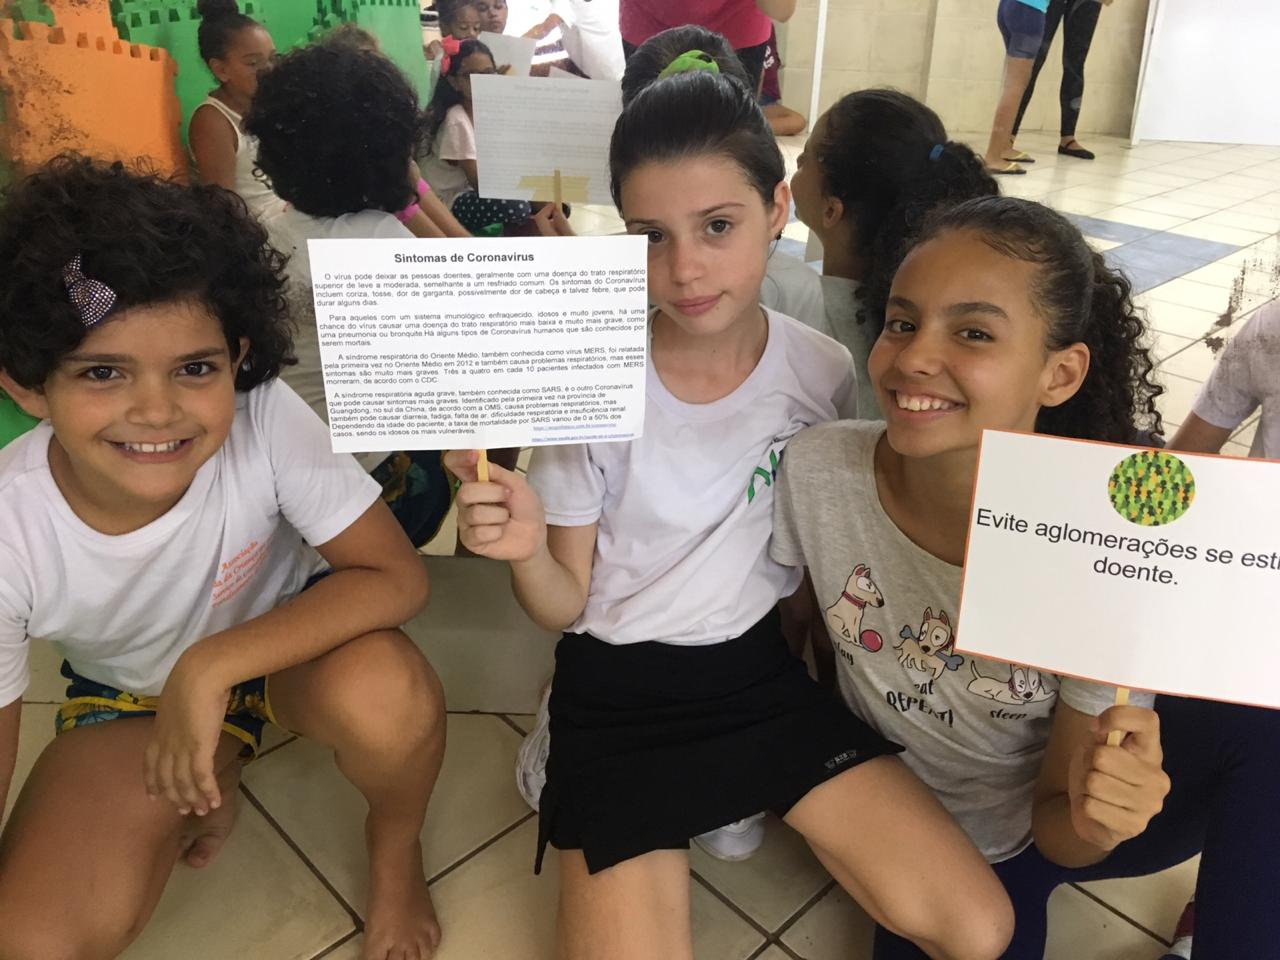 Sintomas de Coronavírus
O vírus pode deixar as pessoas doentes, geralmente com uma doença do trato respiratório
superior de leve a moderada, semelhante a um resfriado comum. Os sintomas do Coronavírus
incluem coriza, tosse, dor de garganta, possivelmente dor de cabeça e talvez febre, que pode
durar alguns dias.
Para aqueles com um sistema imunológico enfraquecido, idosos e muito jovens, há uma
chance do vírus causar uma doença do trato respiratório mais baixa e muito mais grave, como
uma pneumonia ou bronquite.Há alguns tipos de Coronavírus humanos que são conhecidos por
serem mortais.
A síndrome respiratória do Oriente Médio, também conhecida como vírus MERS, foi relatada
pela primeira vez no Oriente Médio em 2012 e também causa problemas respiratórios, mas esses
sintomas são muito mais graves. Três a quatro em cada 10 pacientes infectados com MERS
morreram, de acordo com o CDC.
A síndrome respiratória aguda grave, também conhecida como SARS, é o outro Coronavírus
que pode causar sintomas mais graves. Identificado pela primeira vez na província de
Guangdong, no sul da China, de acordo com a OMS, causa problemas respiratórios, mas
também pode causar diarreia, fadiga, falta de ar, dificuldade respiratória e insuficiência renal.
Dependendo da idade do paciente, a taxa de mortalidade por SARS variou de 0 a 50% dos
casos, sendo os idosos os mais vulneráveis.
Evite aglomerações se
doente.
Associação
da Criança
play
eat
REPEAT!
sleep